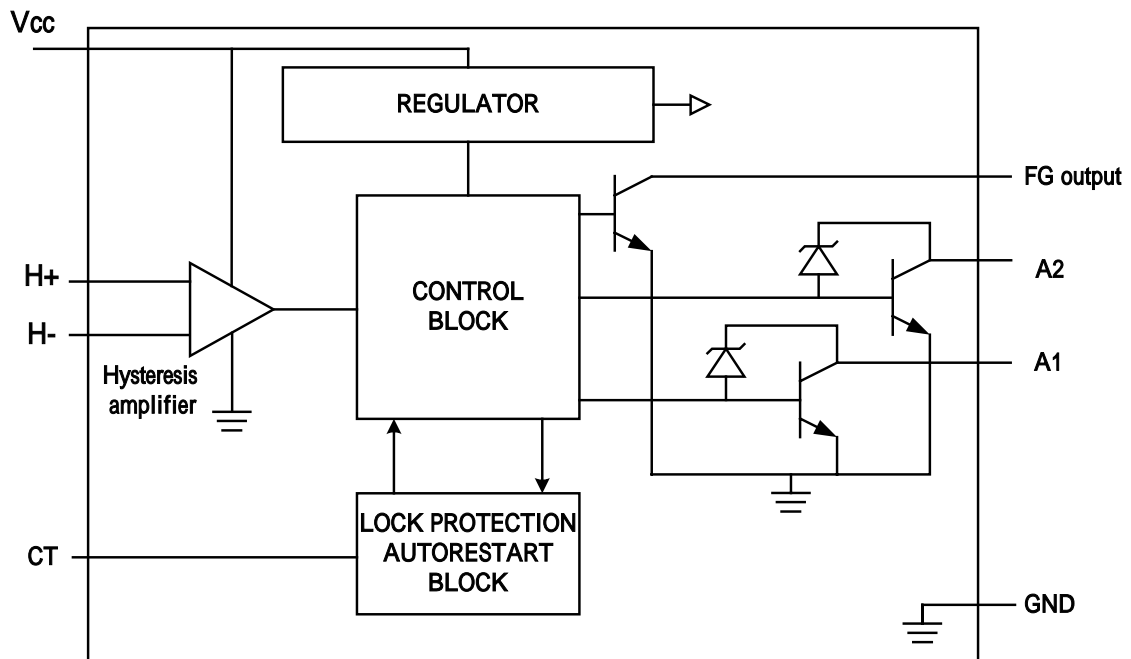 Vcc
REGULATOR
FG output
H+
H-
Hysteresis
amplifier
CONTROL
BLOCK
A2
A1
LOCK PROTECTION
AUTORESTART
BLOCK
CT
GND